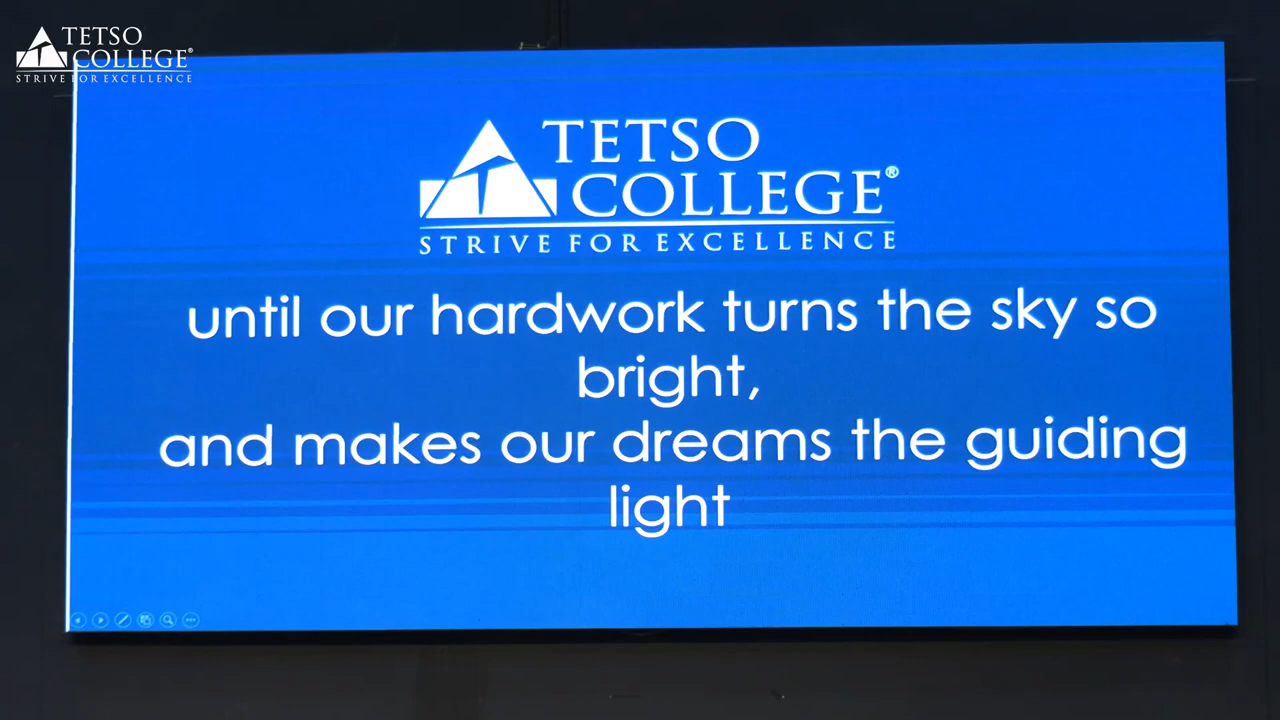 TETSO
COLLEGE®
STRIVE FOR EXCELLENCE
TETSO
COLLEGE®
STRIVE FOR EXCELLENCE
until our hardwork turns the sky so
bright,
and makes our dreams the guiding
light